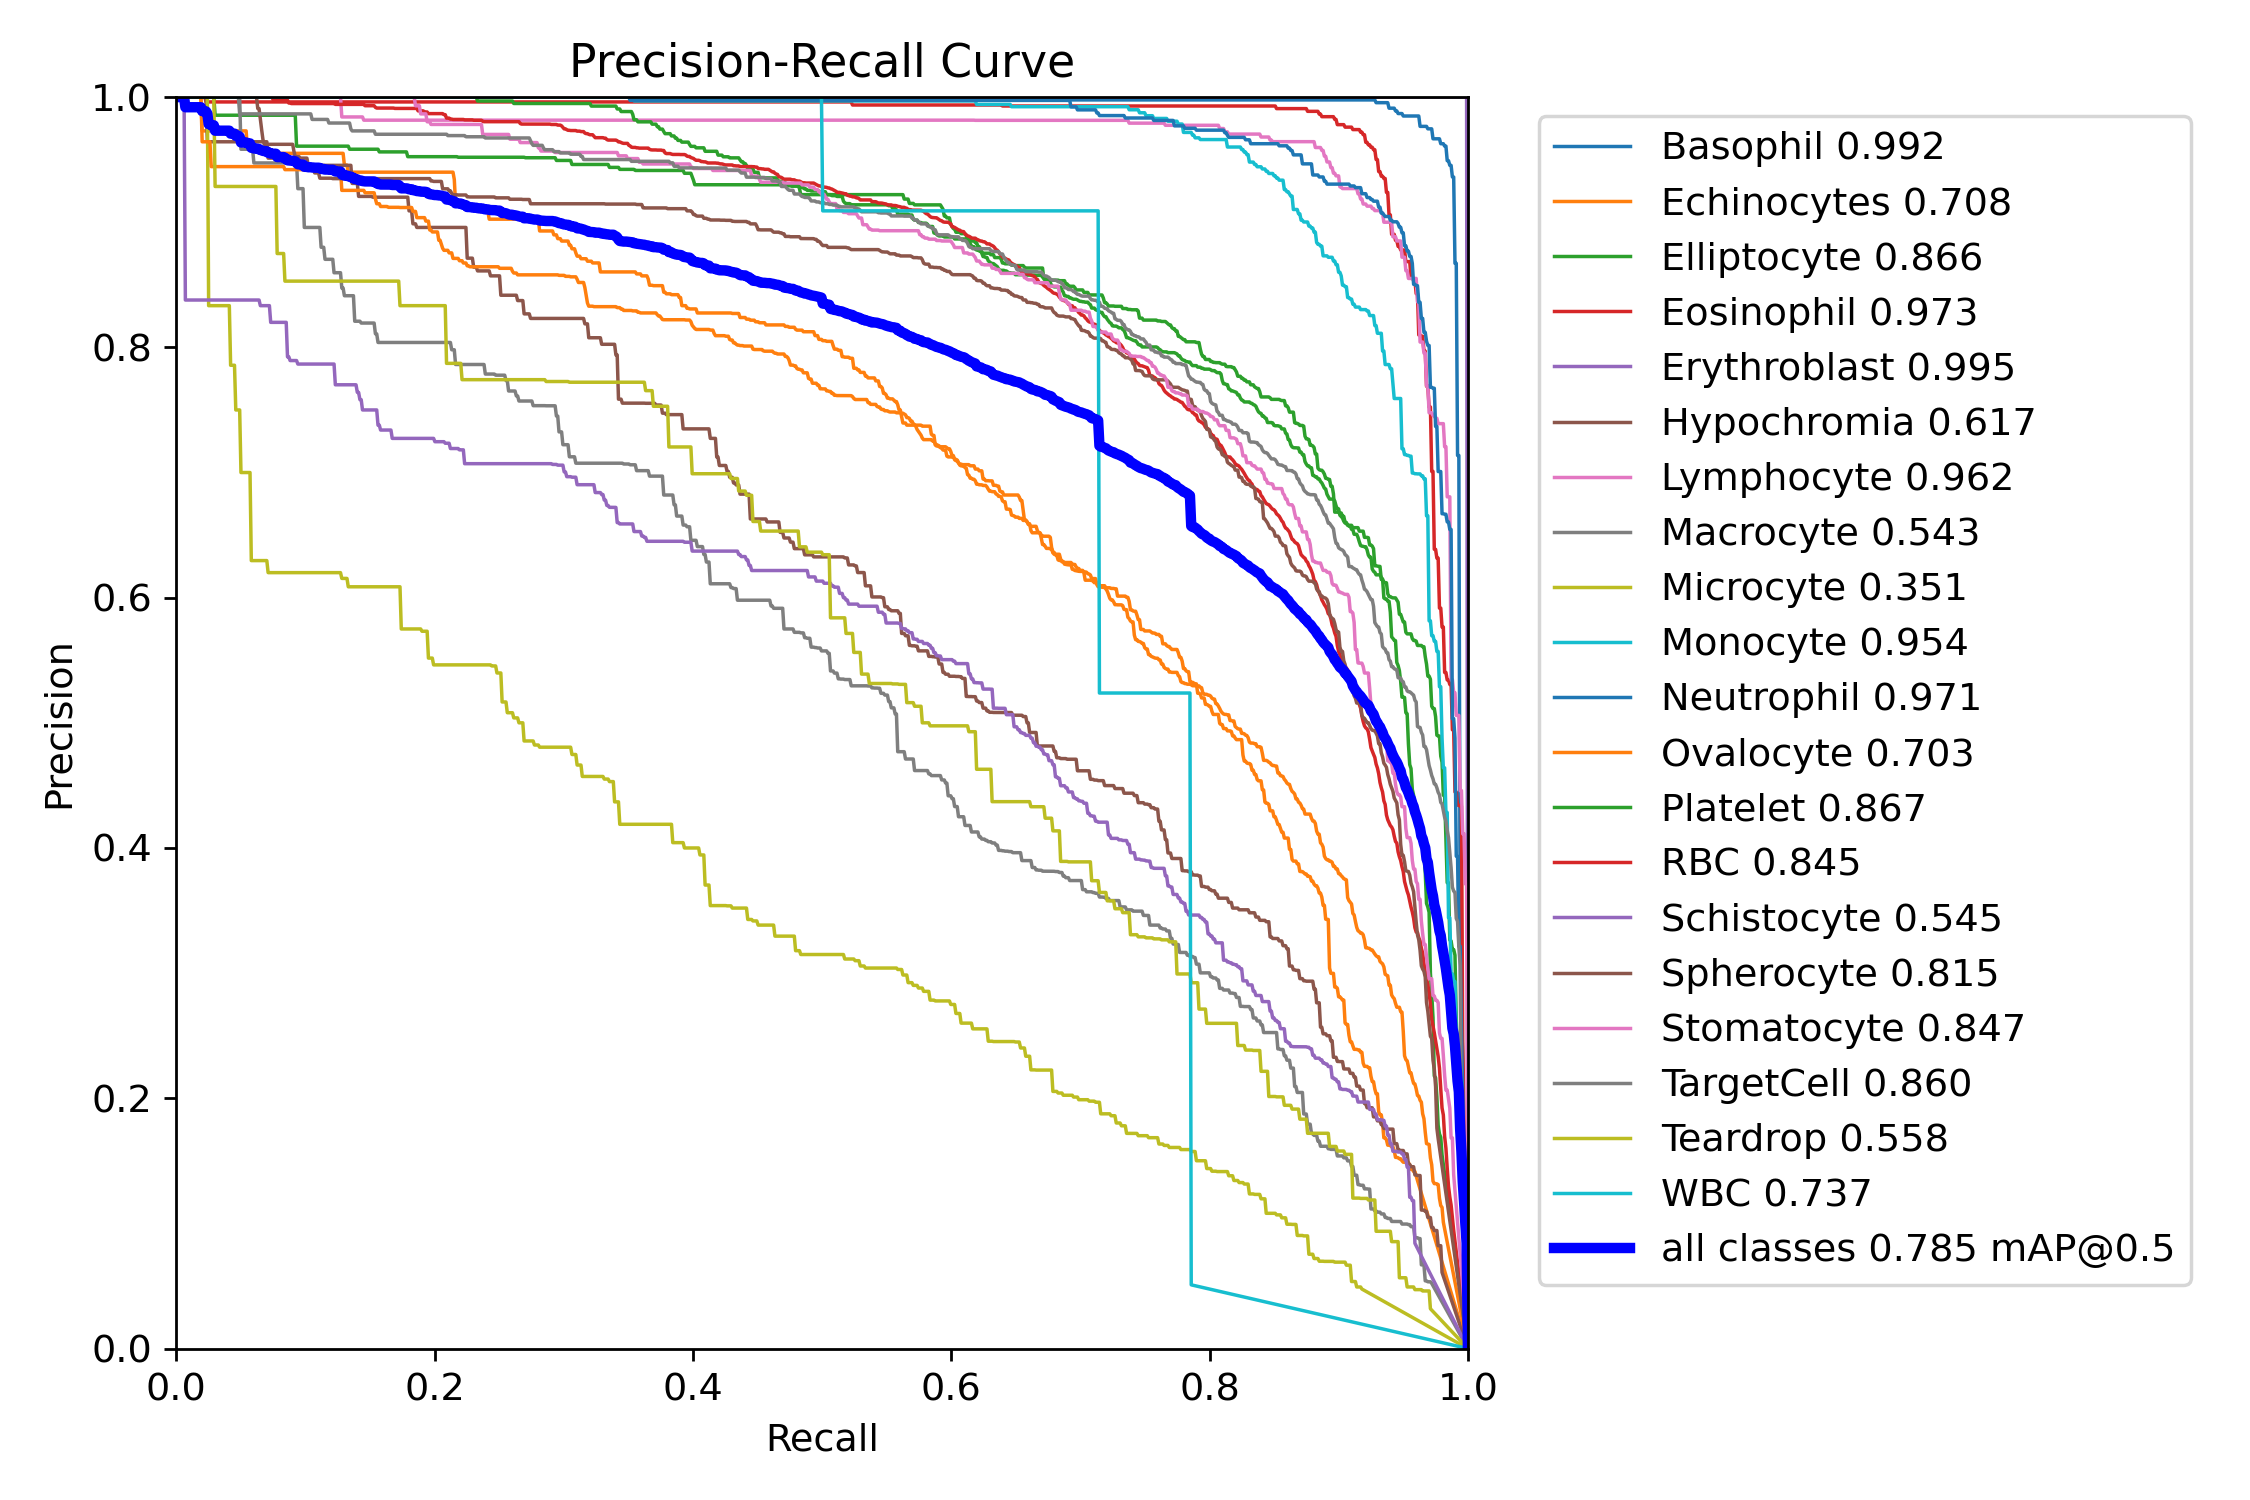 Precision-Recall Curve
1.0
0.8
0.6
0.4
0.2
0.0
Precision
0.0 0.2 0.4 0.6 0.8 1.0
Recall
Basophil 0.992
Echinocytes 0.708
Elliptocyte 0.866
Eosinophil 0.973
Erythroblast 0.995
Hypochromia 0.617
Lymphocyte 0.962
Macrocyte 0.543
Microcyte 0.351
Monocyte 0.954
Neutrophil 0.971
Ovalocyte 0.703
Platelet 0.867
RBC 0.845
Schistocyte 0.545
Spherocyte 0.815
Stomatocyte 0.847
TargetCell 0.860
Teardrop 0.558
WBC 0.737
all classes 0.785 mAP@0.5